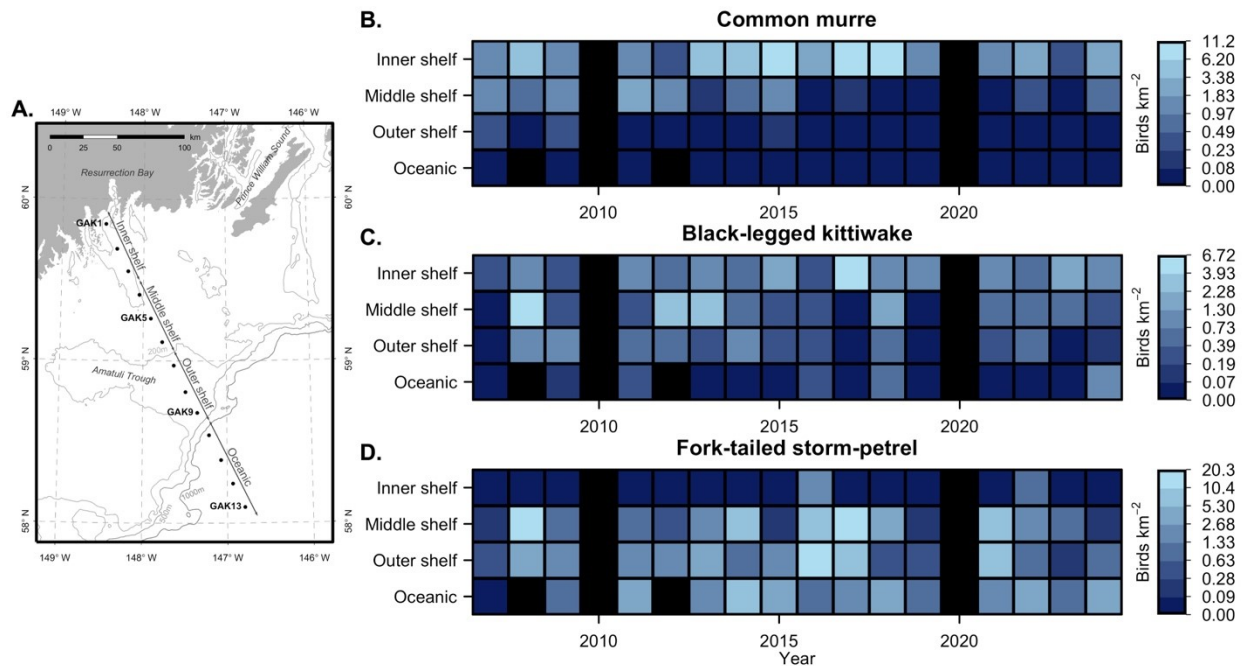 A.
149° W 148° W 147° W 146° W
km
0 25 50 100
Resurrection Bay
Prince William Sound
60° N 60° N
GAK1
Inner shelf
Middle shelf
GAK5
200m
59° N 59° N
Amatuli Trough
Outer shelf
GAK9
Oceanic
1000m
GAK13
58° N 58° N
149° W 148° W 147° W 146° W
B.
Common murre
Inner shelf
Middle shelf
Outer shelf
Oceanic
2010 2015 2020
11.2
6.20
3.38
1.83
0.97
0.49
0.23
0.08
0.00
Birds km⁻²
C.
Black-legged kittiwake
Inner shelf
Middle shelf
Outer shelf
Oceanic
2010 2015 2020
6.72
3.93
2.28
1.30
0.73
0.39
0.19
0.07
0.00
Birds km⁻²
D.
Fork-tailed storm-petrel
Inner shelf
Middle shelf
Outer shelf
Oceanic
2010 2015 2020
Year
20.3
10.4
5.30
2.68
1.33
0.63
0.28
0.09
0.00
Birds km⁻²